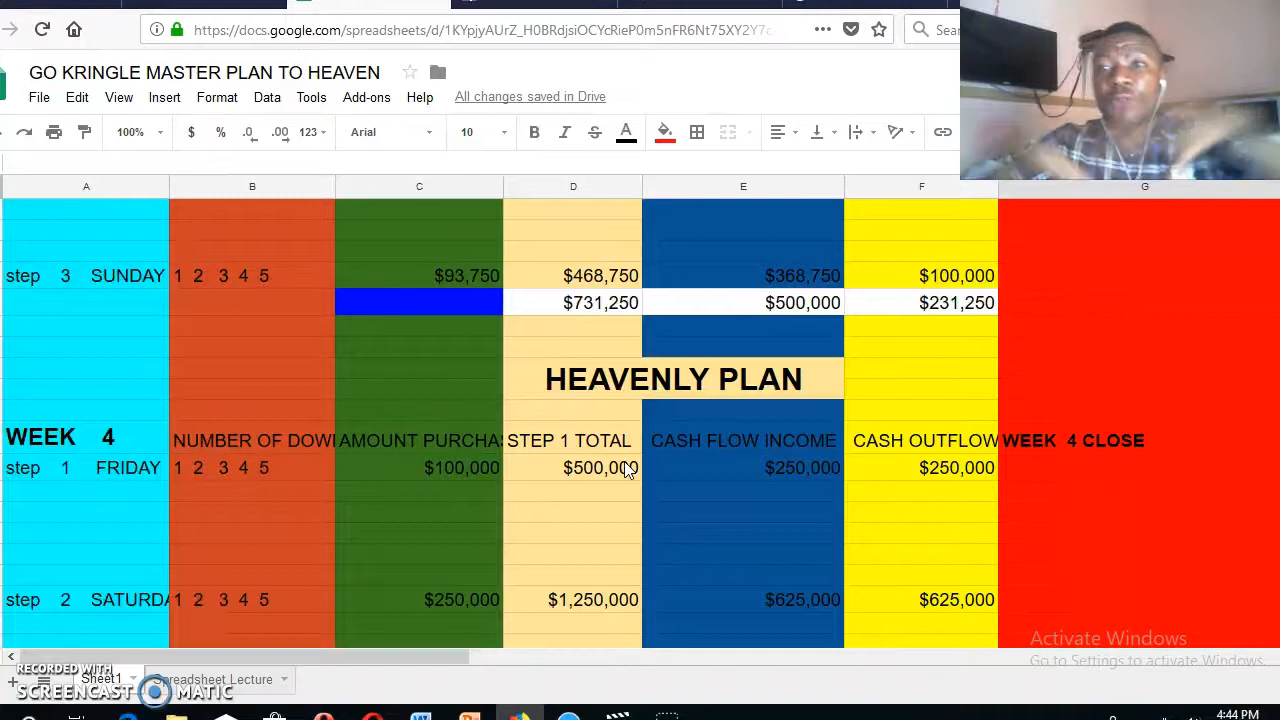 https://docs.google.com/spreadsheets/d/1KYpjyAUrZ_H0BRdjsiOCYcRieP0m5nFR6Nt75XY2Y7c
GO KRINGLE MASTER PLAN TO HEAVEN
File Edit View Insert Format Data Tools Add-ons Help All changes saved in Drive
100% $ % .0 .00 123 Arial 10 B I S A
A B C D E F G
step 3 SUNDAY 1 2 3 4 5 $93,750 $468,750 $368,750 $100,000
$731,250 $500,000 $231,250
HEAVENLY PLAN
WEEK 4 NUMBER OF DOWN AMOUNT PURCHAS STEP 1 TOTAL CASH FLOW INCOME CASH OUTFLOW WEEK 4 CLOSE
step 1 FRIDAY 1 2 3 4 5 $100,000 $500,000 $250,000 $250,000
step 2 SATURDA 1 2 3 4 5 $250,000 $1,250,000 $625,000 $625,000
Activate Windows
Go to Settings to activate Windows.
RECORDED WITH
SCREENCAST MATIC
Sheet1 Spreadsheet Lecture
4:44 PM